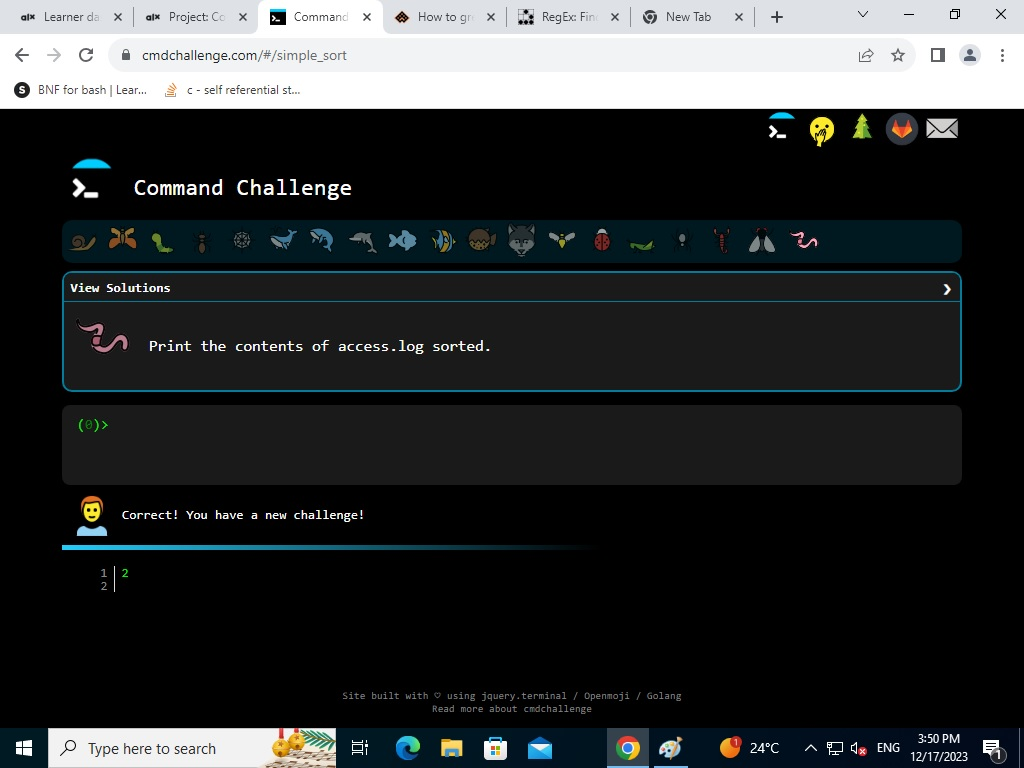 alx Learner da
alx Project: Co
Command
How to gr
RegEx: Fin
New Tab
cmdchallenge.com/#/simple_sort
S BNF for bash | Lear...
c - self referential st...
Command Challenge
View Solutions
Print the contents of access.log sorted.
(0)>
Correct! You have a new challenge!
1 2
2
Site built with ♡ using jquery.terminal / Openmoji / Golang
Read more about cmdchallenge
Type here to search
1
24°C
ENG
3:50 PM
12/17/2023
1